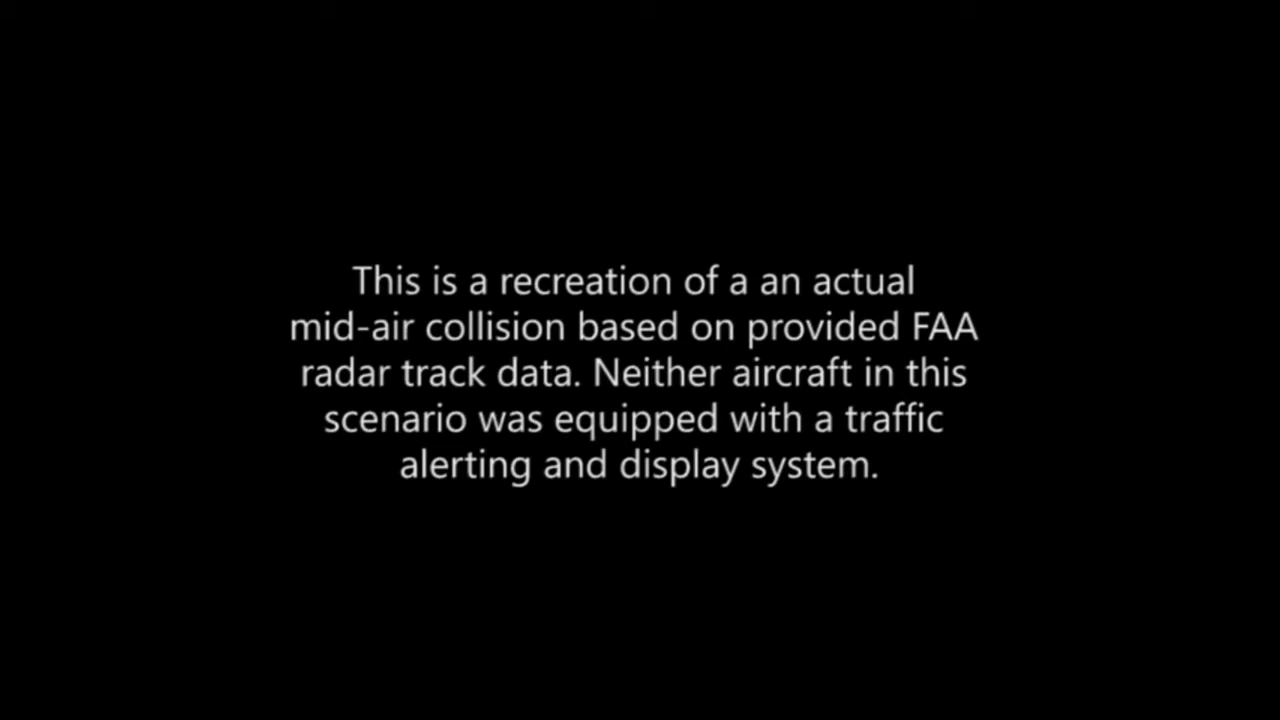 This is a recreation of a an actual
mid-air collision based on provided FAA
radar track data. Neither aircraft in this
scenario was equipped with a traffic
alerting and display system.